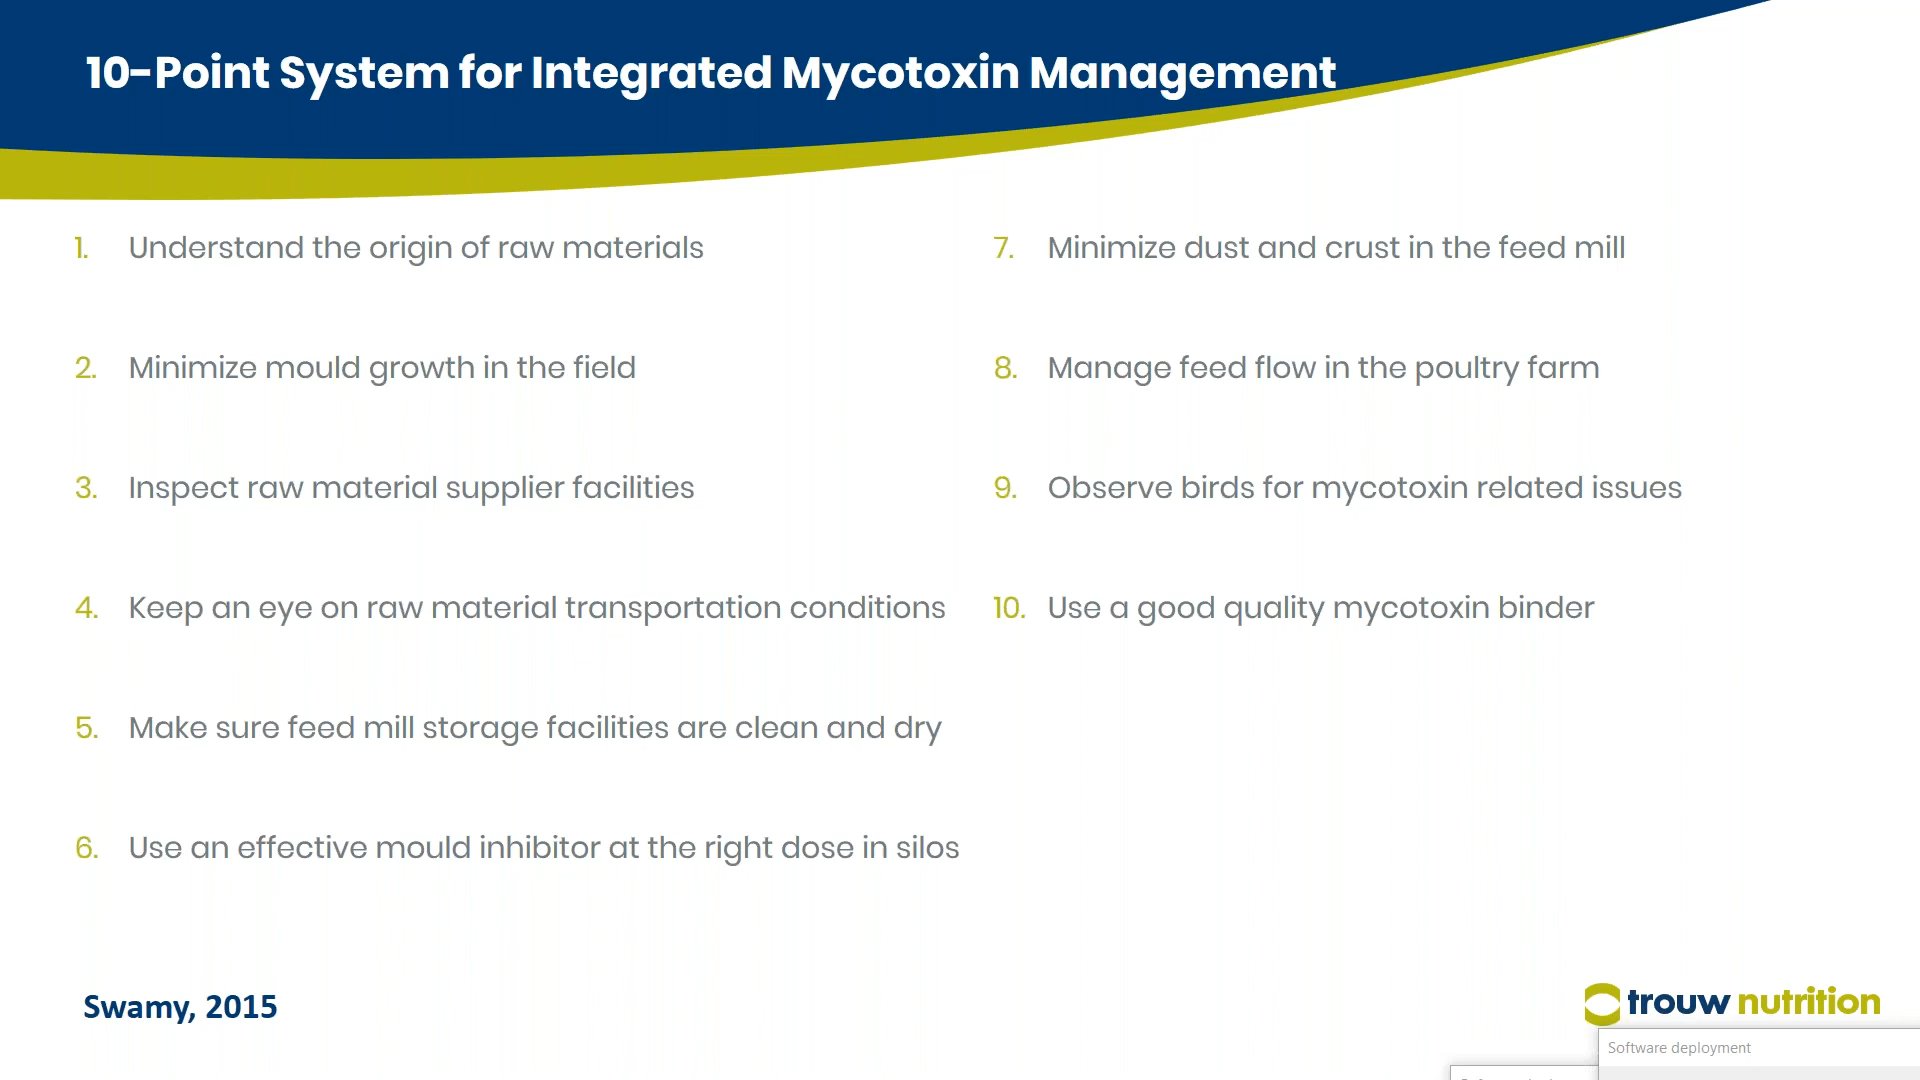 10-Point System for Integrated Mycotoxin Management
1. Understand the origin of raw materials
2. Minimize mould growth in the field
3. Inspect raw material supplier facilities
4. Keep an eye on raw material transportation conditions
5. Make sure feed mill storage facilities are clean and dry
6. Use an effective mould inhibitor at the right dose in silos
7. Minimize dust and crust in the feed mill
8. Manage feed flow in the poultry farm
9. Observe birds for mycotoxin related issues
10. Use a good quality mycotoxin binder
Swamy, 2015
trouw nutrition
Software deployment